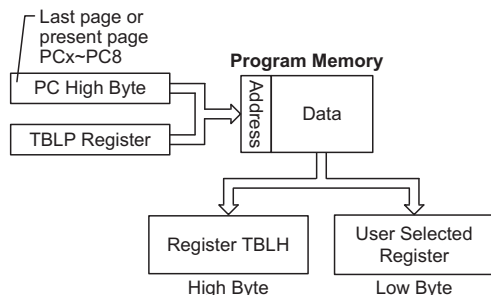 Last page or
present page
PCx~PC8
Program Memory
PC High Byte
TBLP Register
Address
Data
Register TBLH
User Selected
Register
High Byte
Low Byte